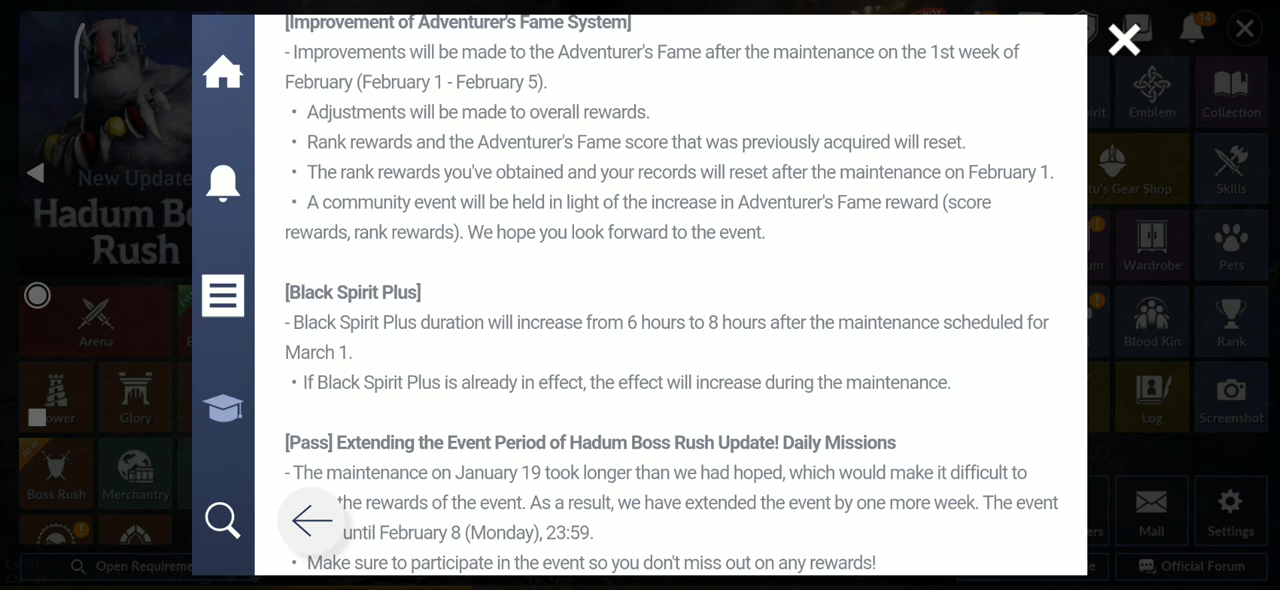 [Improvement of Adventurer's Fame System]
- Improvements will be made to the Adventurer's Fame after the maintenance on the 1st week of
February (February 1 - February 5).
• Adjustments will be made to overall rewards.
• Rank rewards and the Adventurer's Fame score that was previously acquired will reset.
• The rank rewards you've obtained and your records will reset after the maintenance on February 1.
• A community event will be held in light of the increase in Adventurer's Fame reward (score
rewards, rank rewards). We hope you look forward to the event.
[Black Spirit Plus]
- Black Spirit Plus duration will increase from 6 hours to 8 hours after the maintenance scheduled for
March 1.
• If Black Spirit Plus is already in effect, the effect will increase during the maintenance.
[Pass] Extending the Event Period of Hadum Boss Rush Update! Daily Missions
- The maintenance on January 19 took longer than we had hoped, which would make it difficult to
the rewards of the event. As a result, we have extended the event by one more week. The event
until February 8 (Monday), 23:59.
• Make sure to participate in the event so you don't miss out on any rewards!
New Update
Hadum Bo
Rush
Arena
ower
Glory
NEW
Boss Rush
Merchantry
Open Requireme
HOT
14
irit
Emblem
Collection
tu's Gear Shop
Skills
um
Wardrobe
Pets
Blood Kin
Rank
Log
Screenshot
ers
Mail
Settings
e
Official Forum